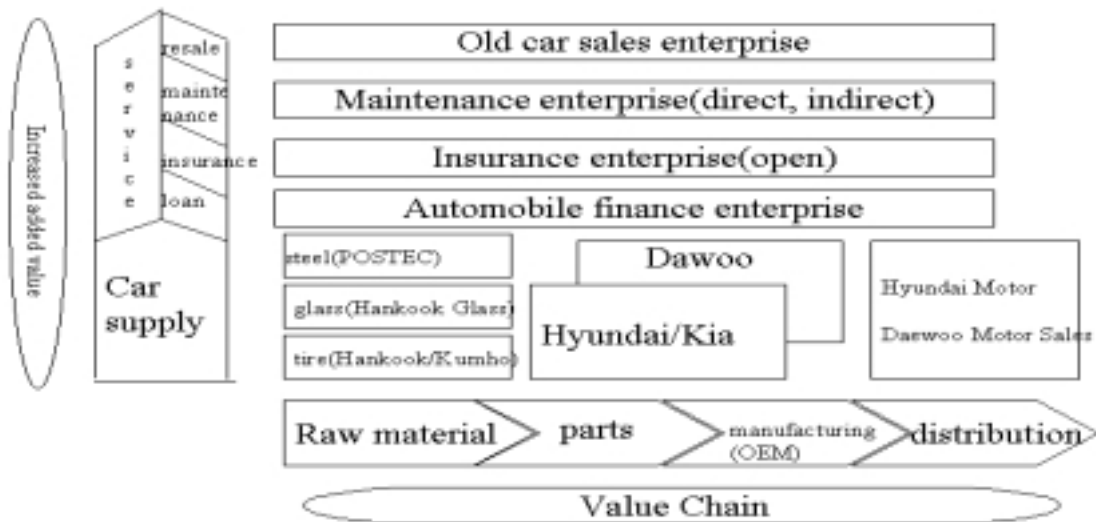 Increased added value
service
resale
mainte
nance
insurance
loan
Car
supply
Old car sales enterprise
Maintenance enterprise(direct, indirect)
Insurance enterprise(open)
Automobile finance enterprise
steel(POSTEC)
glass(Hankook Glass)
tire(Hankook/Kumho)
Dawoo
Hyundai/Kia
Hyundai Motor
Daewoo Motor Sales
Raw material
parts
manufacturing
(OEM)
distribution
Value Chain